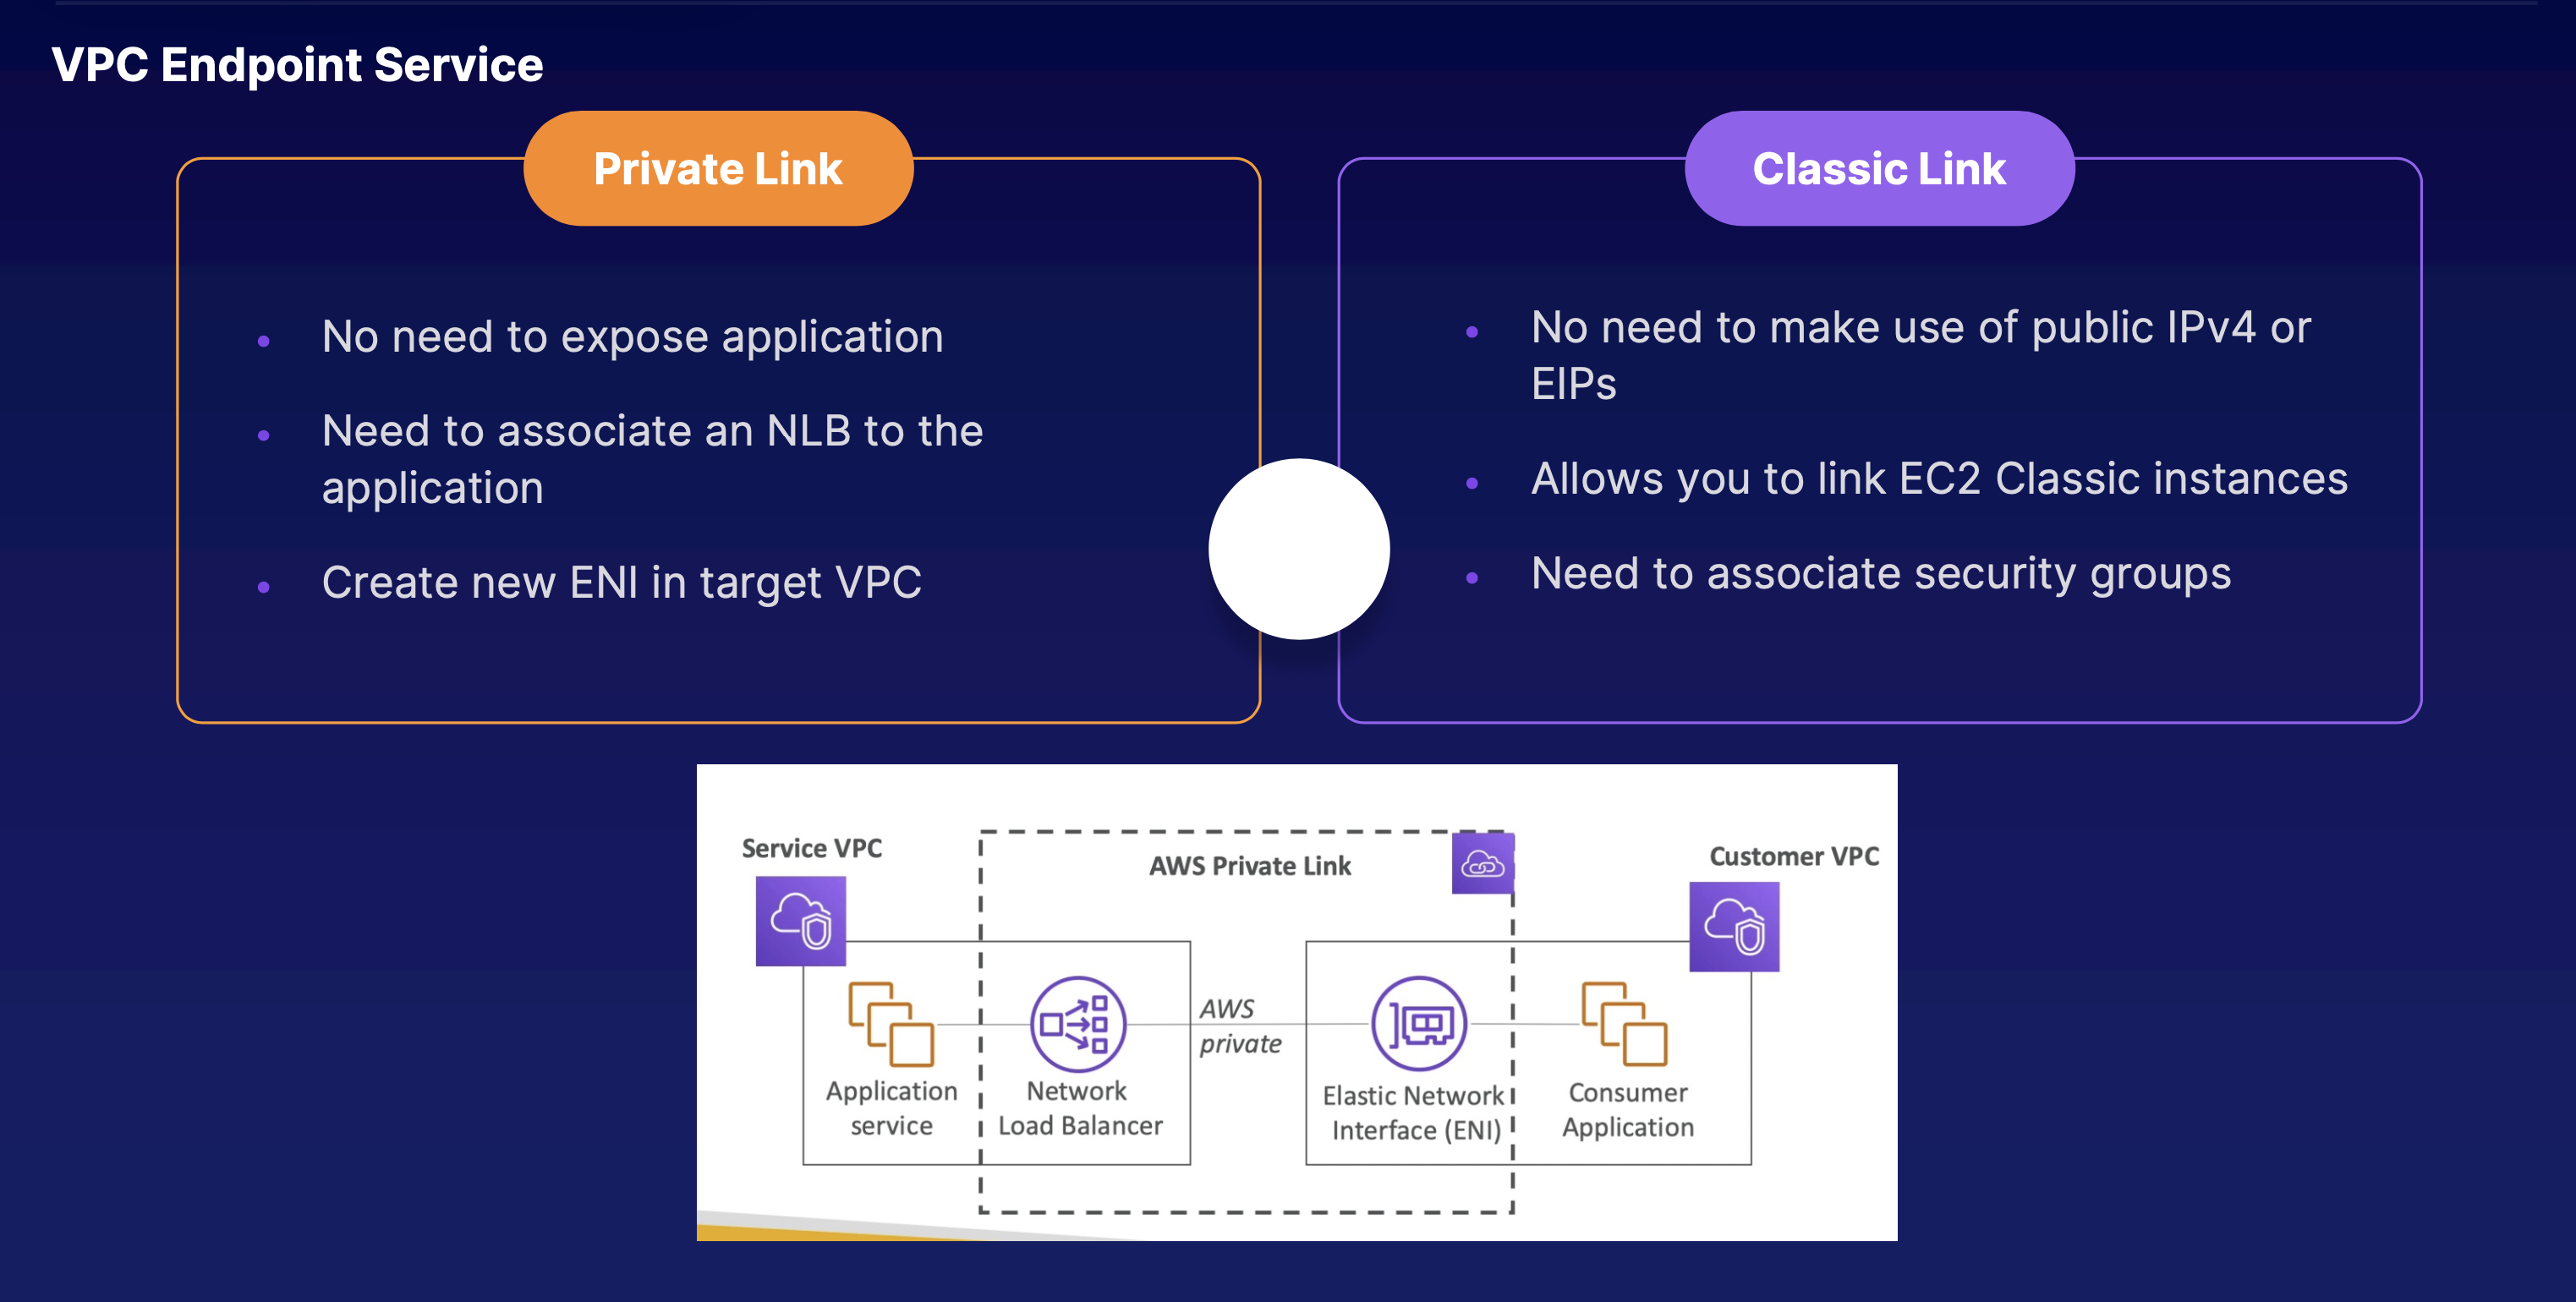 VPC Endpoint Service
Private Link
No need to expose application
Need to associate an NLB to the
application
Create new ENI in target VPC
Classic Link
No need to make use of public IPv4 or
EIPs
Allows you to link EC2 Classic instances
Need to associate security groups
Service VPC
AWS Private Link
Customer VPC
Application
service
Network
Load Balancer
AWS
private
Elastic Network
Interface (ENI)
Consumer
Application